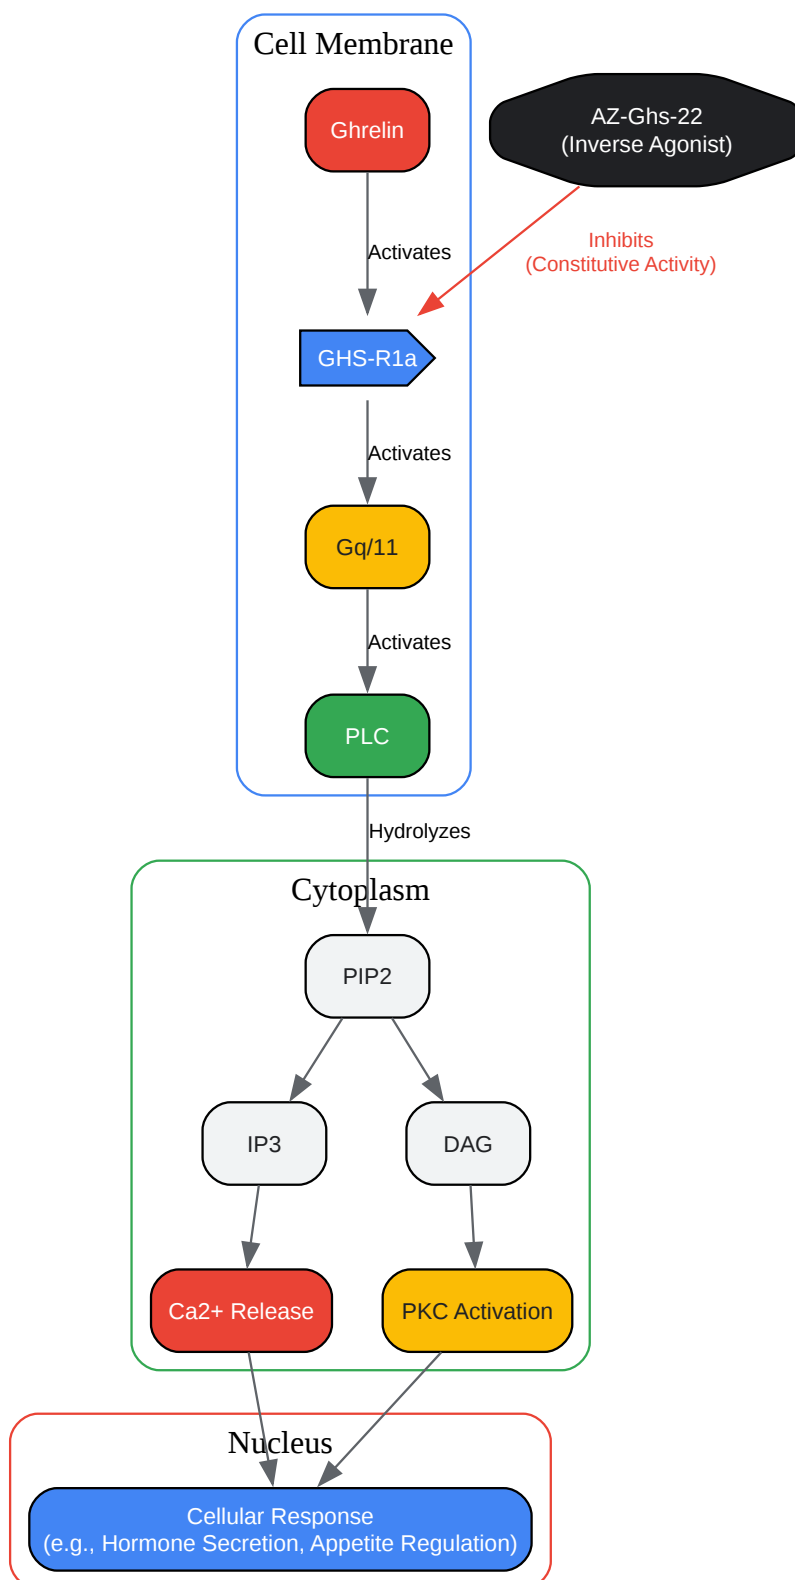 Cell Membrane
Ghrelin
AZ-Ghs-22
(Inverse Agonist)
Activates
Inhibits
(Constitutive Activity)
GHS-R1a
Activates
Gq/11
Activates
PLC
Hydrolyzes
Cytoplasm
PIP2
IP3
DAG
Ca2+ Release
PKC Activation
Nucleus
Cellular Response
(e.g., Hormone Secretion, Appetite Regulation)